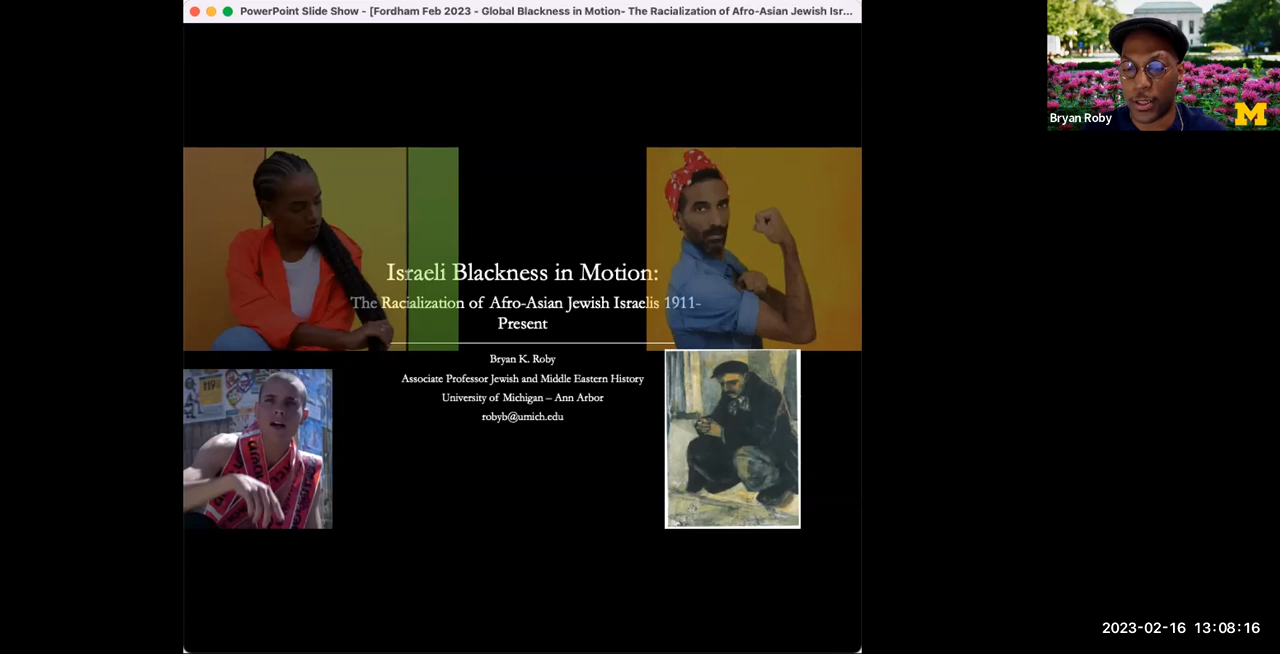 PowerPoint Slide Show - [Fordham Feb 2023 - Global Blackness in Motion- The Racialization of Afro-Asian Jewish Isr...
Bryan Roby
M
Israeli Blackness in Motion:
The Racialization of Afro-Asian Jewish Israelis 1911-
Present
Bryan K. Roby
Associate Professor Jewish and Middle Eastern History
University of Michigan – Ann Arbor
robyb@umich.edu
119
2023-02-16 13:08:16